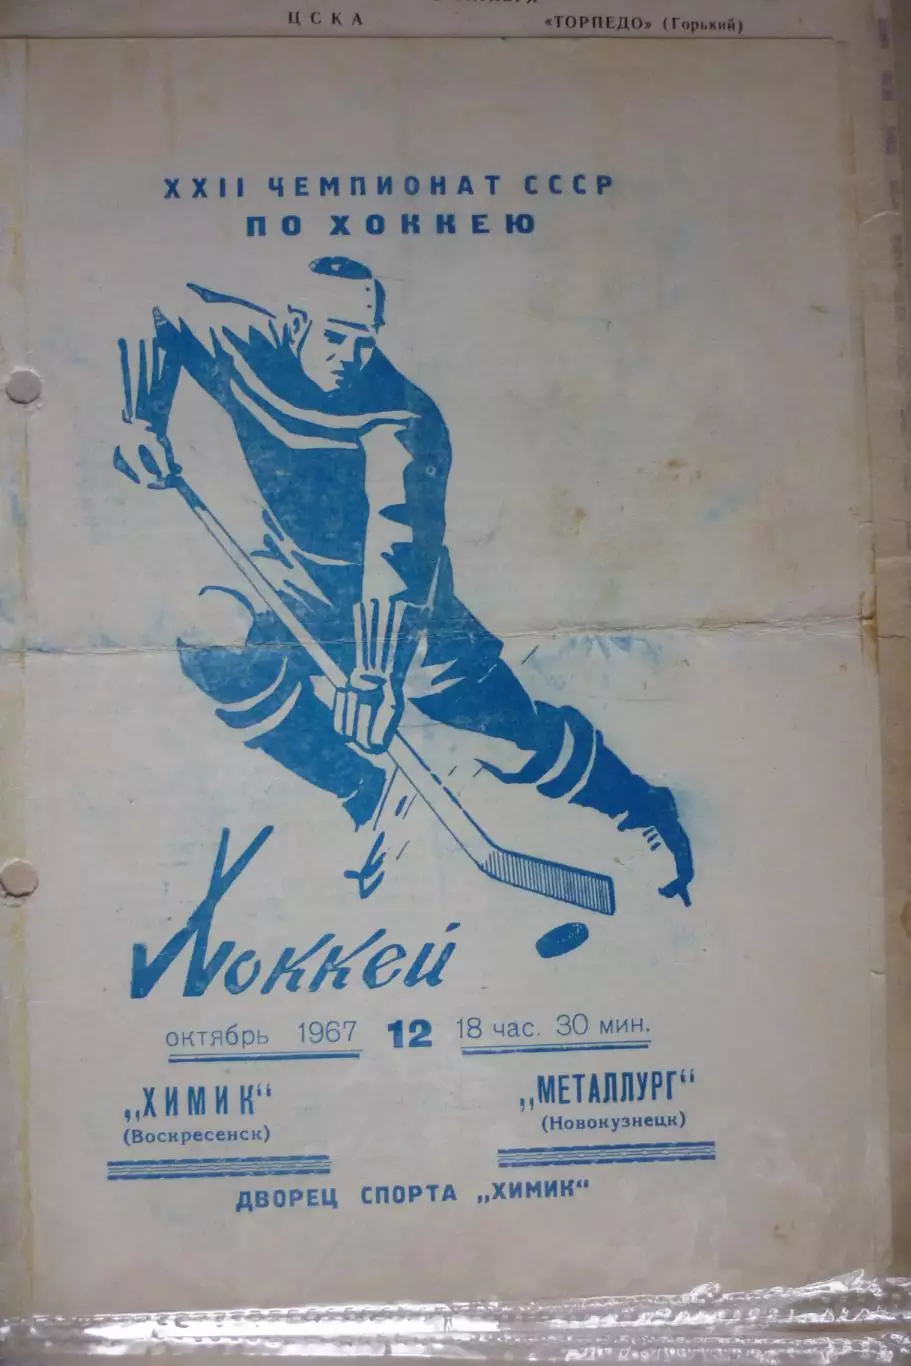 ЦСКА «ТОРПЕДО» (Горький)
XXII ЧЕМПИОНАТ СССР
ПО ХОККЕЮ
Хоккей
октябрь 1967 12 18 час. 30 мин.
„ХИМИК“ „МЕТАЛЛУРГ“
(Воскресенск) (Новокузнецк)
ДВОРЕЦ СПОРТА „ХИМИК“